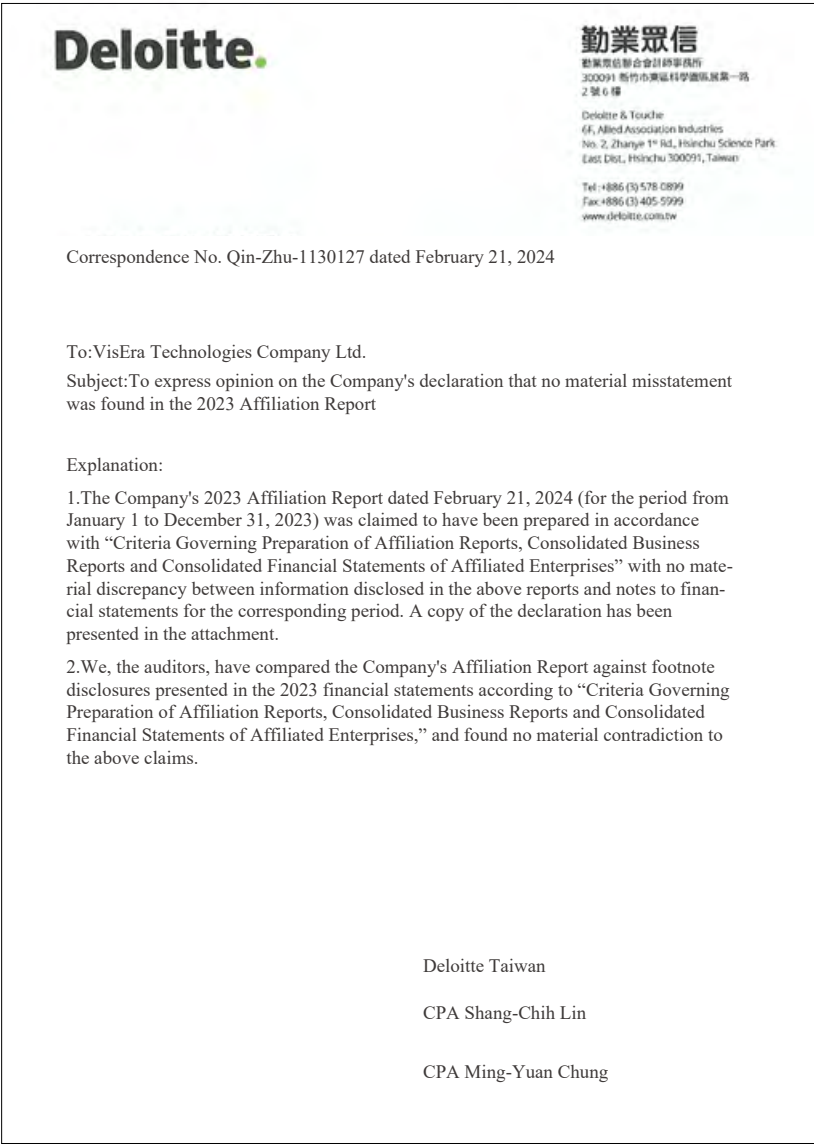 Deloitte.
勤業眾信
勤業眾信聯合會計師事務所
300091 新竹市東區科學園區展業一路
2號6樓
Deloitte & Touche
6F, Allied Association Industries
No. 2, Zhanye 1st Rd., Hsinchu Science Park
East Dist., Hsinchu 300091, Taiwan
Tel :+886 (3) 578-0899
Fax:+886 (3) 405-5999
www.deloitte.com.tw
Correspondence No. Qin-Zhu-1130127 dated February 21, 2024
To:VisEra Technologies Company Ltd.
Subject:To express opinion on the Company's declaration that no material misstatement
was found in the 2023 Affiliation Report
Explanation:
1.The Company's 2023 Affiliation Report dated February 21, 2024 (for the period from
January 1 to December 31, 2023) was claimed to have been prepared in accordance
with “Criteria Governing Preparation of Affiliation Reports, Consolidated Business
Reports and Consolidated Financial Statements of Affiliated Enterprises” with no mate-
rial discrepancy between information disclosed in the above reports and notes to finan-
cial statements for the corresponding period. A copy of the declaration has been
presented in the attachment.
2.We, the auditors, have compared the Company's Affiliation Report against footnote
disclosures presented in the 2023 financial statements according to “Criteria Governing
Preparation of Affiliation Reports, Consolidated Business Reports and Consolidated
Financial Statements of Affiliated Enterprises,” and found no material contradiction to
the above claims.
Deloitte Taiwan
CPA Shang-Chih Lin
CPA Ming-Yuan Chung